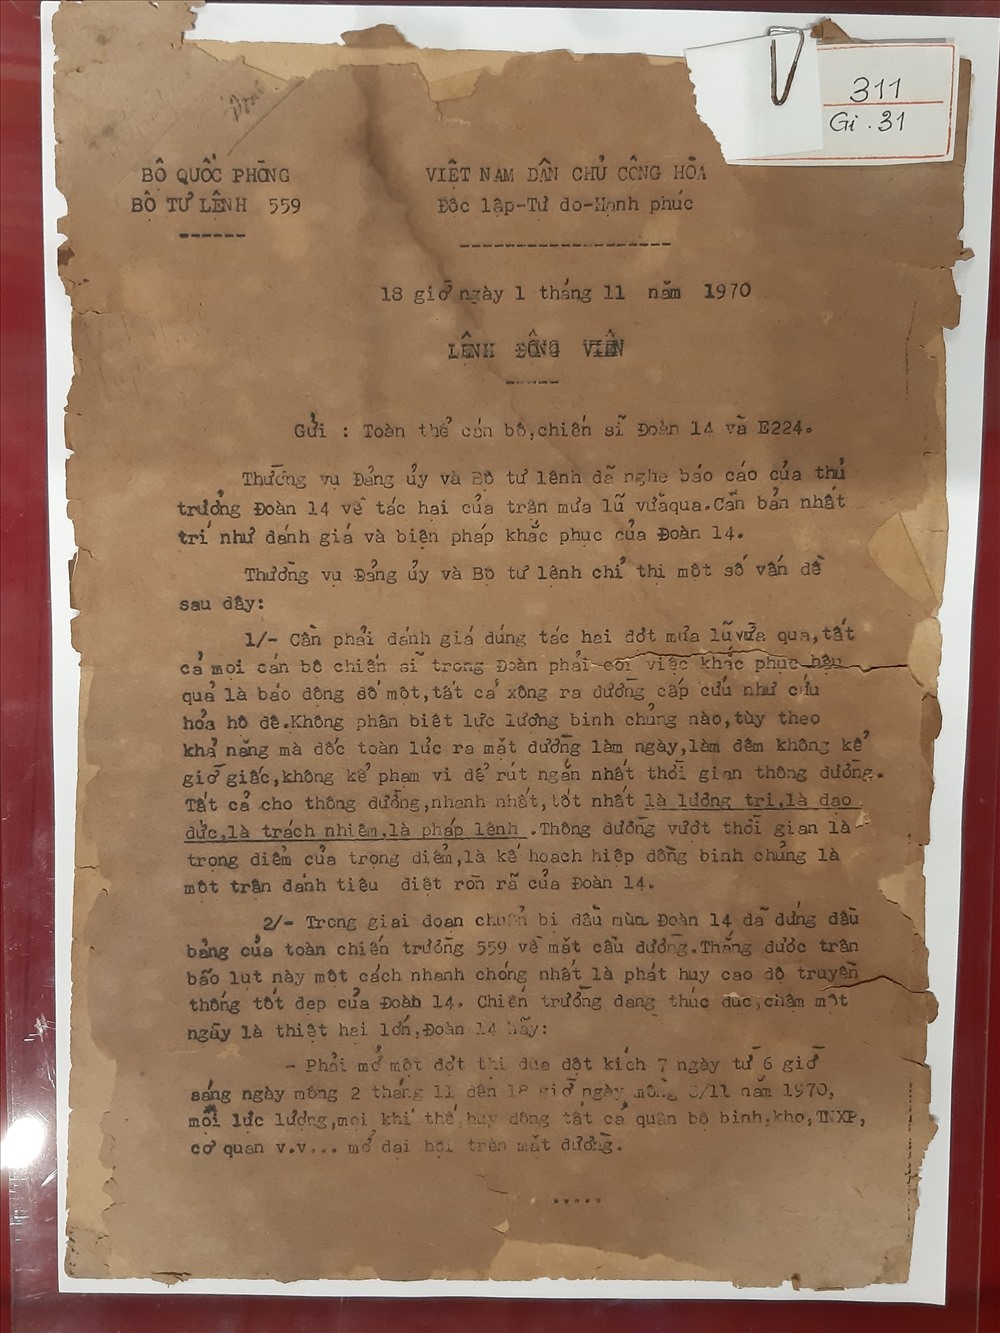 311
Gi. 31
BỘ QUỐC PHÒNG
BỘ TƯ LỆNH 559
VIỆT NAM DÂN CHỦ CỘNG HÒA
Độc lập-Tự do-Hạnh phúc
18 giờ ngày 1 tháng 11 năm 1970
LỆNH ĐỘNG VIÊN
Gửi : Toàn thể cán bộ,chiến sĩ Đoàn 14 và E224.
Thường vụ Đảng ủy và Bộ tư lệnh đã nghe báo cáo của thủ
trưởng Đoàn 14 về tác hại của trận mưa lũ vừaqua.Căn bản nhất
trí như đánh giá và biện pháp khắc phục của Đoàn 14.
Thường vụ Đảng ủy và Bộ tư lệnh chỉ thị một số vấn đề
sau đây:
1/- Cần phải đánh giá đúng tác hại đợt mưa lũvừa qua,tất
cả mọi cán bộ chiến sĩ trong Đoàn phải coi việc khắc phục hậu
quả là báo động số một,tất cả xông ra đường cấp cứu như cứu
hỏa hộ đê.Không phân biệt lực lượng binh chủng nào,tùy theo
khả năng mà dốc toàn lực ra mặt đường làm ngày,làm đêm không kể
giờ giấc,không kể phạm vi để rút ngắn nhất thời gian thông đường.
Tất cả cho thông đường,nhanh nhất,tốt nhất là lương tri,là đạo
đức,là trách nhiệm,là pháp lệnh .Thông đường vượt thời gian là
trọng điểm của trọng điểm,là kế hoạch hiệp đồng binh chủng là
một trận đánh tiêu diệt ròn rã của Đoàn 14.
2/- Trong giai đoạn chuẩn bị đầu mùa Đoàn 14 đã đứng đầu
bảng của toàn chiến trường 559 về mặt cầu đường.Thắng được trận
bão lụt này một cách nhanh chóng nhất là phát huy cao độ truyền
thống tốt đẹp của Đoàn 14. Chiến trường đang thúc dục,chậm một
ngày là thiệt hại lớn,Đoàn 14 hãy:
- Phải mở một đợt thi đua đột kích 7 ngày từ 6 giờ
sáng ngày mồng 2 tháng 11 đến 18 giờ ngày mồng /11 năm 1970,
mọi lực lượng,mọi khí thế,huy động tất cả quân bộ binh,kho,TNXP,
cơ quan v.v... mở đại hội trên mặt đường.
.....